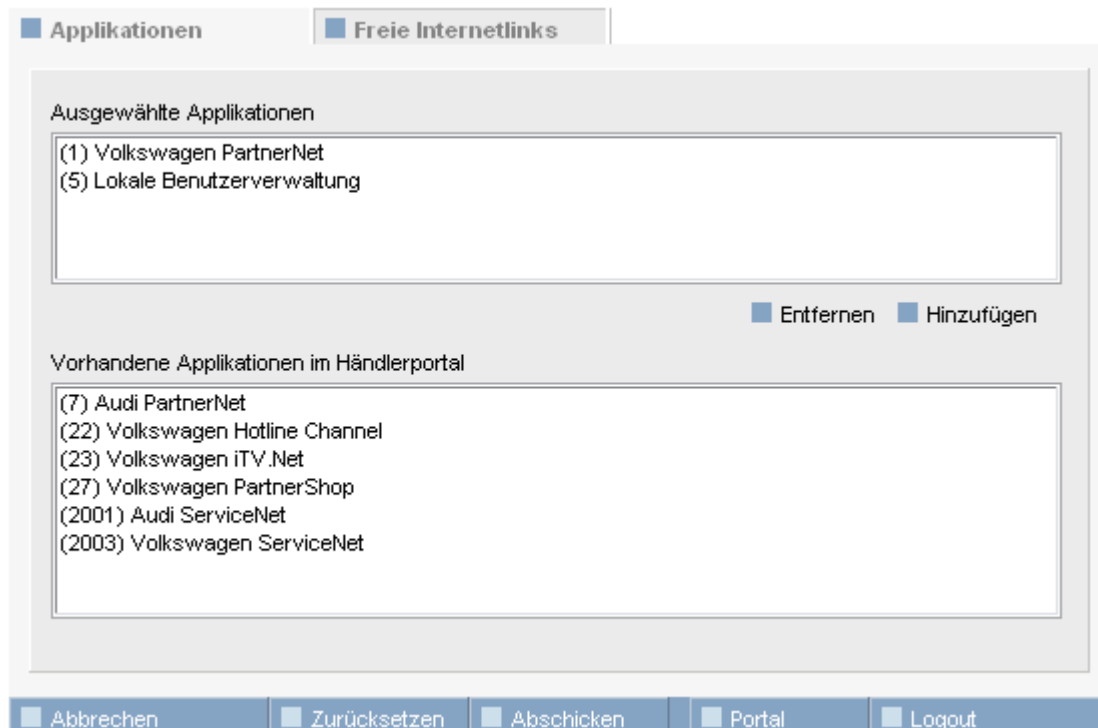 Applikationen Freie Internetlinks
Ausgewählte Applikationen
(1) Volkswagen PartnerNet
(5) Lokale Benutzerverwaltung
Entfernen Hinzufügen
Vorhandene Applikationen im Händlerportal
(7) Audi PartnerNet
(22) Volkswagen Hotline Channel
(23) Volkswagen iTV.Net
(27) Volkswagen PartnerShop
(2001) Audi ServiceNet
(2003) Volkswagen ServiceNet
Abbrechen Zurücksetzen Abschicken Portal Logout